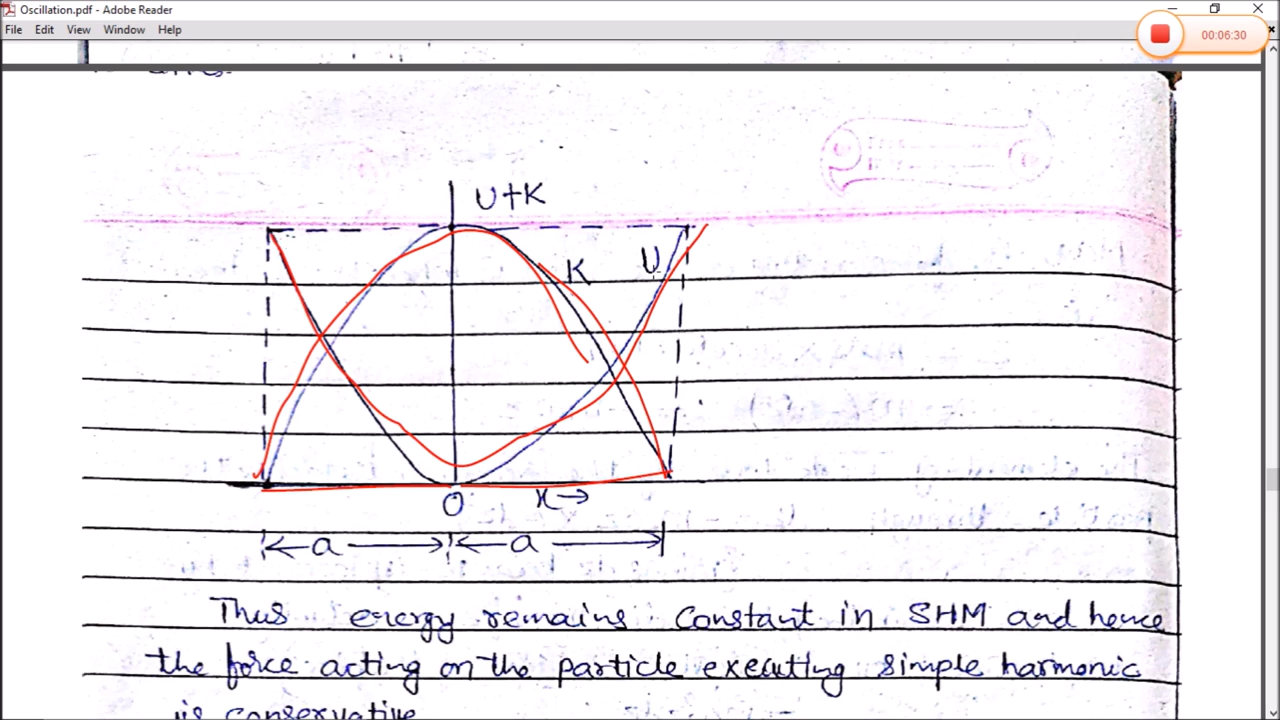 Oscillation.pdf - Adobe Reader
File Edit View Window Help
00:06:30
U+K
K
U
O
x→
a
a
Thus energy remains Constant in SHM and hence
the force acting on the particle executing simple harmonic
is conservative